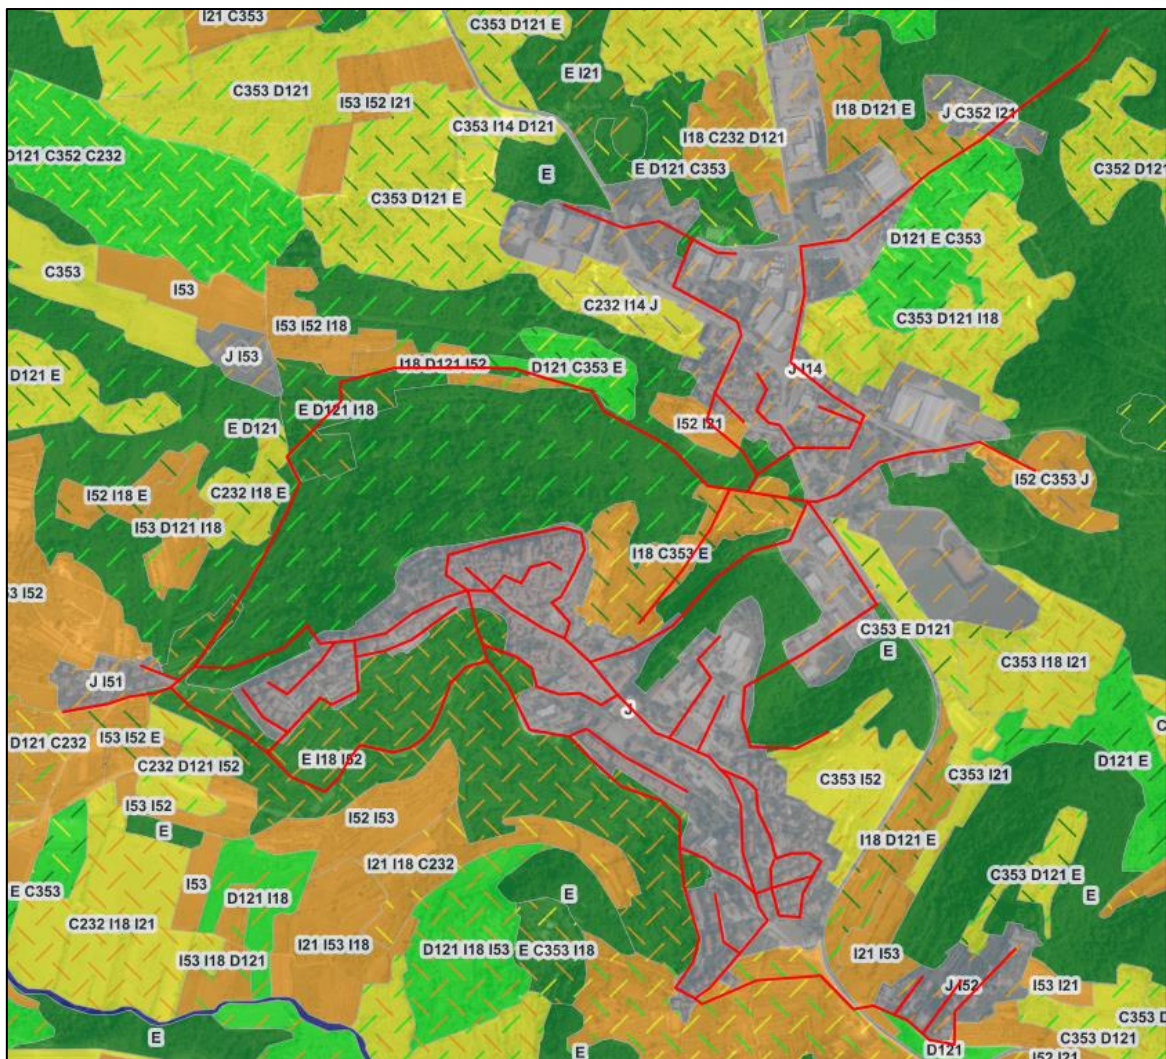 I21 C353
C353 D121 E
E I21
C353 D121
I53 I52 I21
I18 D121 E
J C352 I21
C353 I14 D121
I18 C232 D121
D121 C352 C232
E
E D121 C353
C352 D121
C353 D121 E
D121 E C353
C353
I53
C232 I14 J
C353 D121 I18
I53 I52 I18
J I53
I18 D121 I52
D121 C353 E
J I14
D121 E
E D121 I18
E D121
I52 I21
I52 I18 E
C232 I18 E
I52 C353 J
I53 D121 I18
I18 C353 E
I52
C353 E D121
E
C353 I18 I21
J I51
J
I53 I52 E
D121 C232
E I18 I52
D121 E
C232 D121 I52
C353 I52
C353 I21
I53 I52
I52 I53
E
I18 D121 E
I21 I18 C232
C353 D121 E
E C353
I53
D121 I18
E
E
C232 I18 I21
I21 I53 I18
D121 I18 I53
E C353 I18
I53 I18 D121
I21 I53
J I52
I53 I21
C353 D
E
C353 D121
E
D121
I52 I21